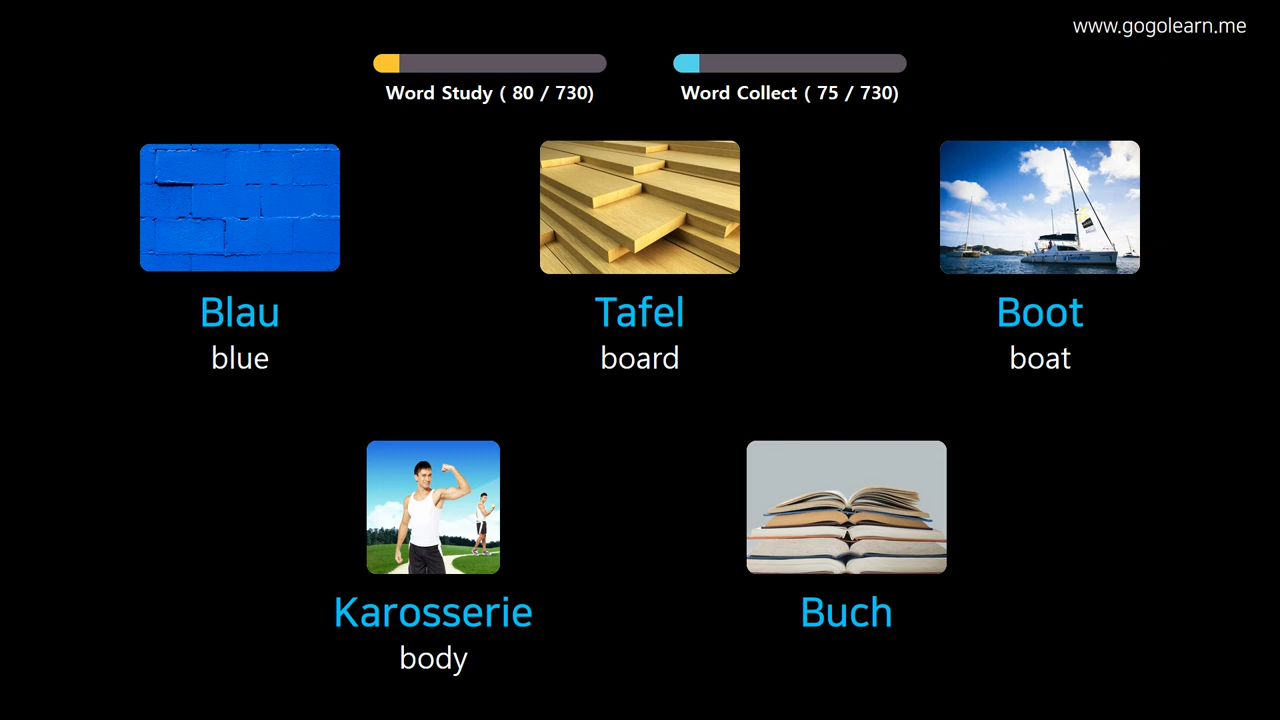 www.gogolearn.me
Word Study ( 80 / 730)
Word Collect ( 75 / 730)
Blau
Tafel
Boot
blue
board
boat
Karosserie
Buch
body